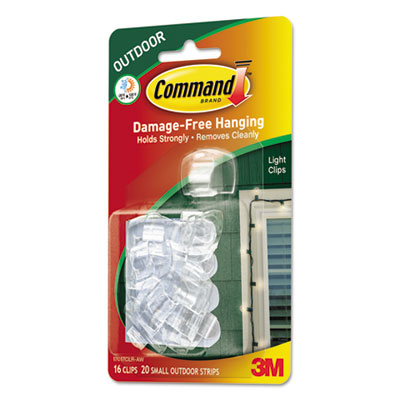 OUTDOOR
Command
BRAND
Damage-Free Hanging
Holds Strongly • Removes Cleanly
Light
Clips
16 CLIPS 20 SMALL OUTDOOR STRIPS
3M